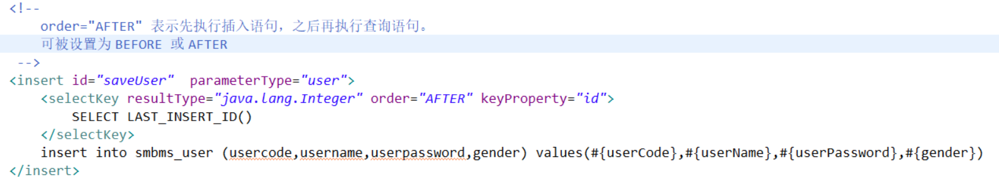 <!--
order="AFTER" 表示先执行插入语句，之后再执行查询语句。
可被设置为 BEFORE 或 AFTER
-->
<insert id="saveUser"  parameterType="user">
<selectKey resultType="java.lang.Integer" order="AFTER" keyProperty="id">
SELECT LAST_INSERT_ID()
</selectKey>
insert into smbms_user (usercode,username,userpassword,gender) values(#{userCode},#{userName},#{userPassword},#{gender})
</insert>